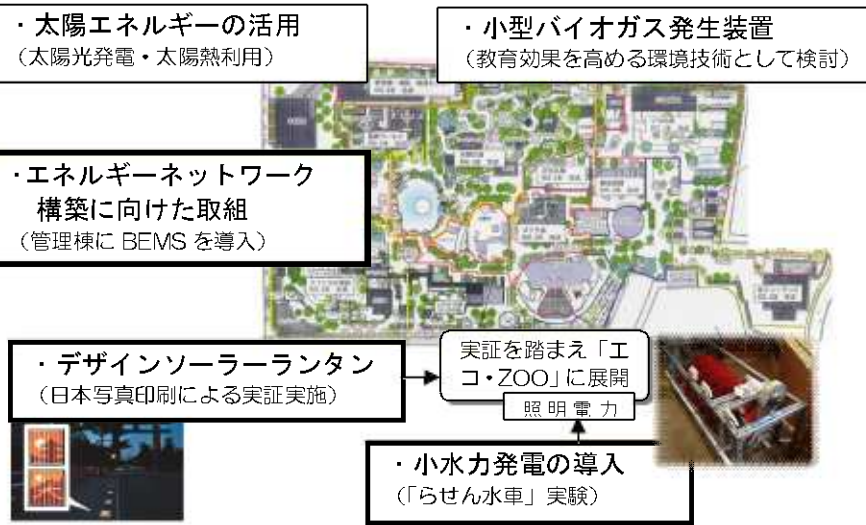 ・太陽エネルギーの活用
（太陽光発電・太陽熱利用）
・小型バイオガス発生装置
（教育効果を高める環境技術として検討）
・エネルギーネットワーク
構築に向けた取組
（管理棟に BEMS を導入）
・デザインソーラーランタン
（日本写真印刷による実証実施）
実証を踏まえ「エ
コ・ZOO」に展開
照明電力
・小水力発電の導入
（「らせん水車」実験）